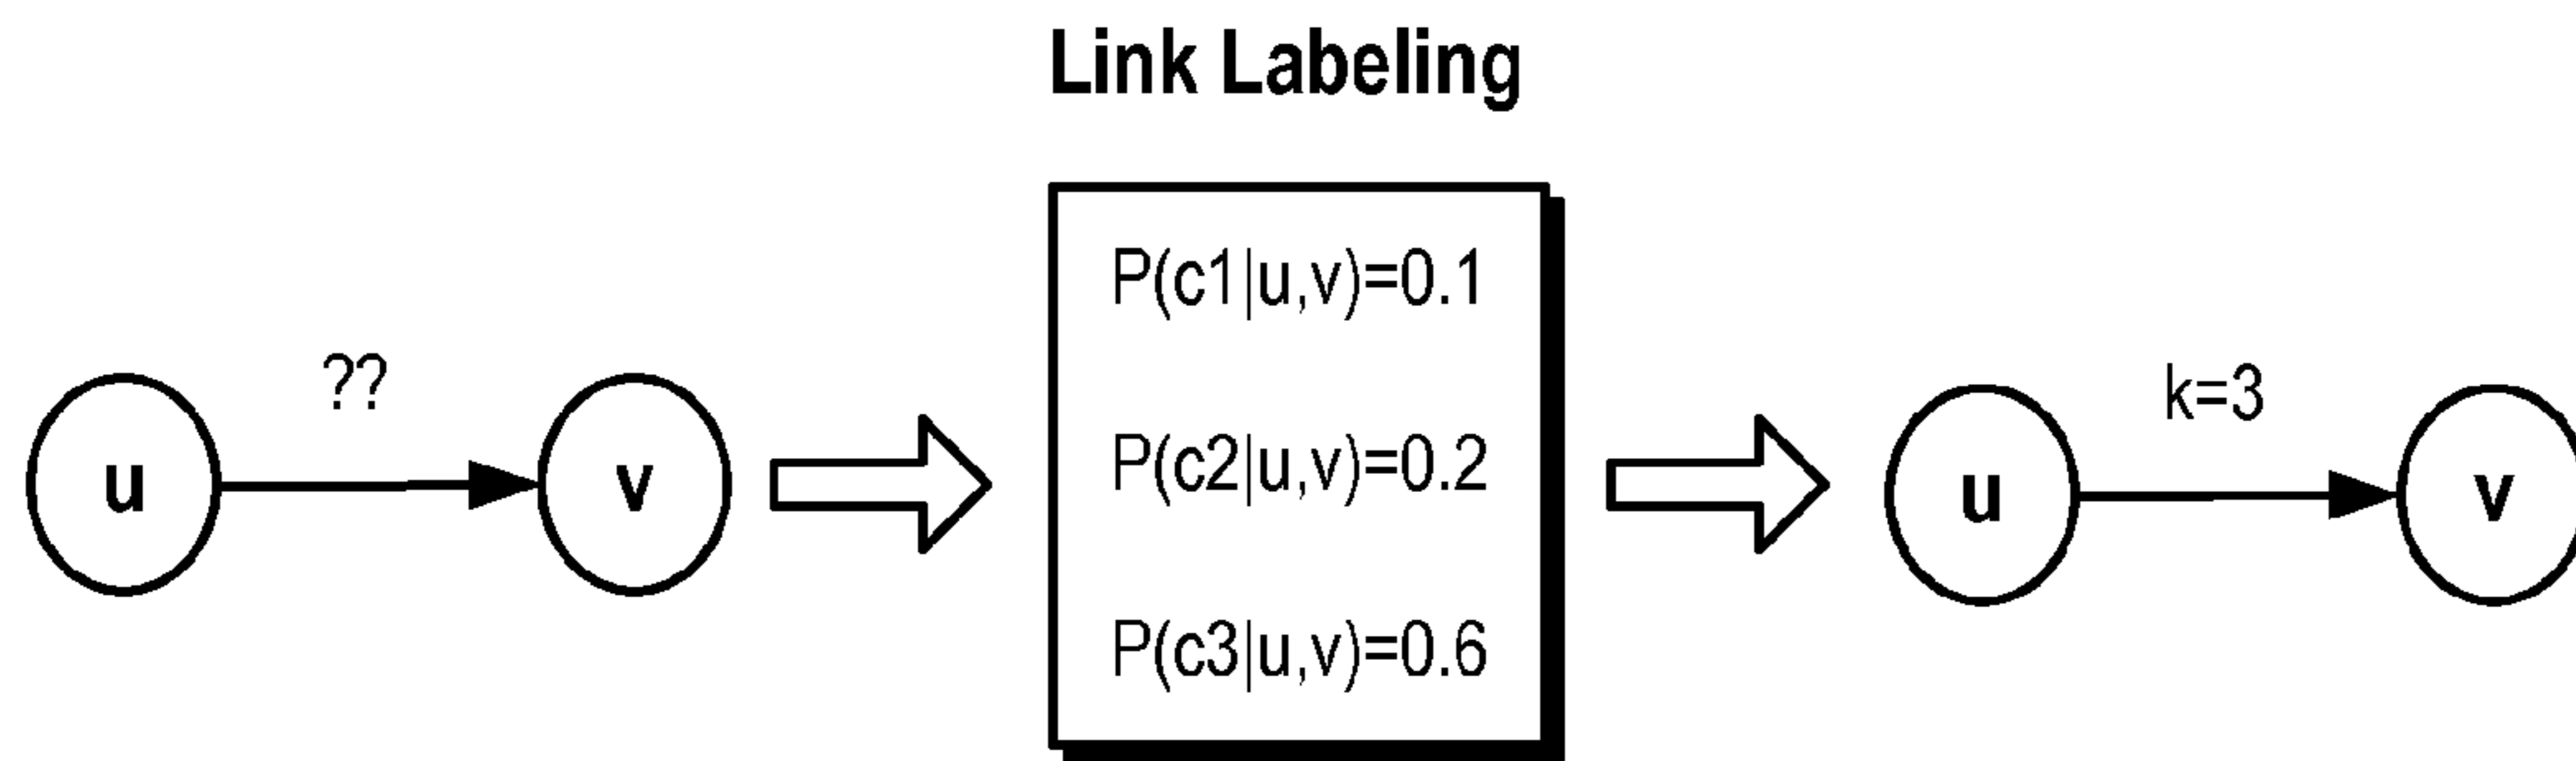 Link Labeling
P(c1|u,v)=0.1
??
k=3
P(c2|u,v)=0.2
u
v
u
v
P(c3|u,v)=0.6